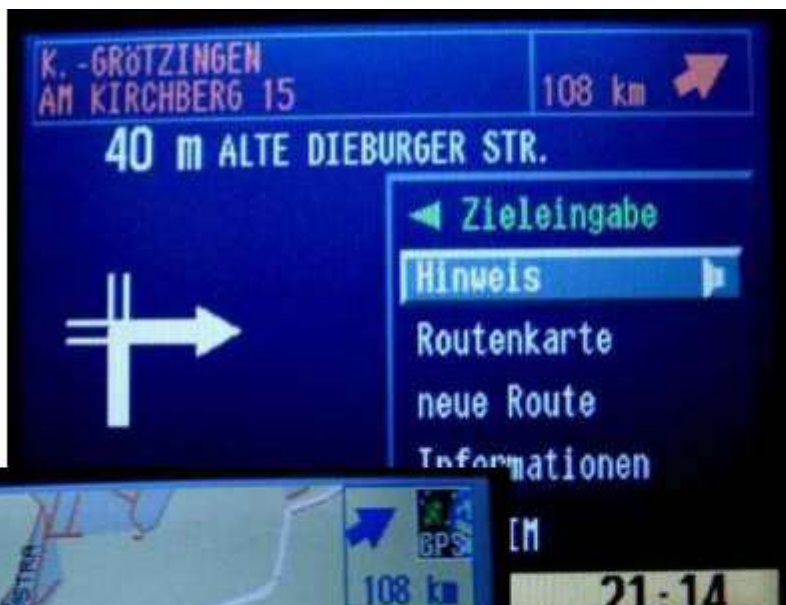 K.-GRöTZINGEN
AM KIRCHBERG 15
108 km
40 m ALTE DIEBURGER STR.
Zieleingabe
Hinweis
Routenkarte
neue Route
Informationen
GPS
108 km
21:14